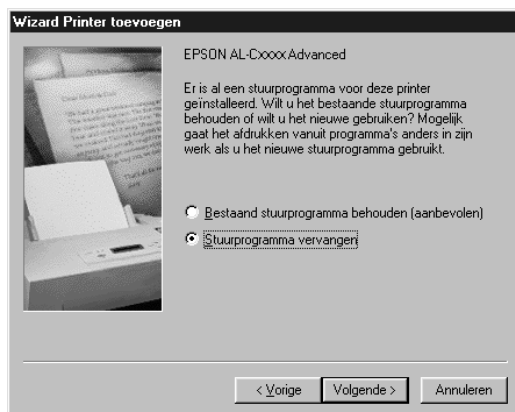 Wizard Printer toevoegen
EPSON AL-Cxxxx Advanced
Er is al een stuurprogramma voor deze printer
geïnstalleerd. Wilt u het bestaande stuurprogramma
behouden of wilt u het nieuwe gebruiken? Mogelijk
gaat het afdrukken vanuit programma's anders in zijn
werk als u het nieuwe stuurprogramma gebruikt.
Bestaand stuurprogramma behouden (aanbevolen)
Stuurprogramma vervangen
< Vorige
Volgende >
Annuleren